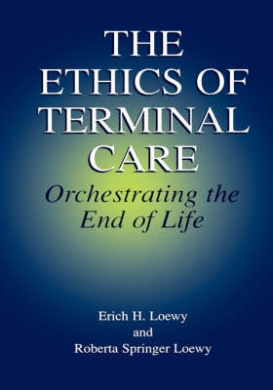 THE
ETHICS OF
TERMINAL
CARE
Orchestrating the
End of Life
Erich H. Loewy
and
Roberta Springer Loewy